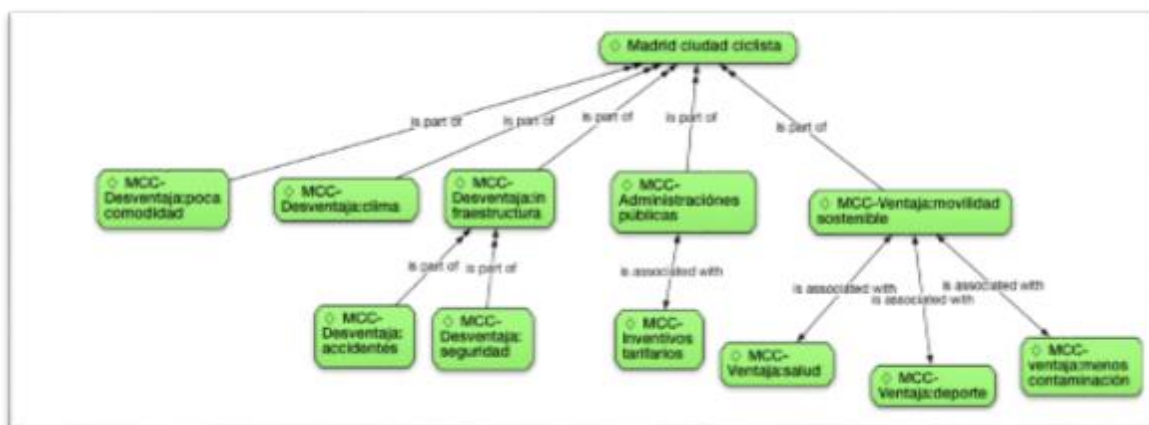 ◇ Madrid ciudad ciclista
is part of
is part of
is part of
is part of
is part of
◇ MCC-
Desventaja:poca
comodidad
◇ MCC-
Desventaja:clima
◇ MCC-
Desventaja:in
fraestructura
◇ MCC-
Administraciónes
públicas
◇ MCC-Ventaja:movilidad
sostenible
is part of
is part of
is associated with
is associated with
is associated with
is associated with
◇ MCC-
Desventaja:
accidentes
◇ MCC-
Desventaja:
seguridad
◇ MCC-
Inventivos
tarifarios
◇ MCC-
Ventaja:salud
◇ MCC-
Ventaja:deporte
◇ MCC-
ventaja:menos
contaminación